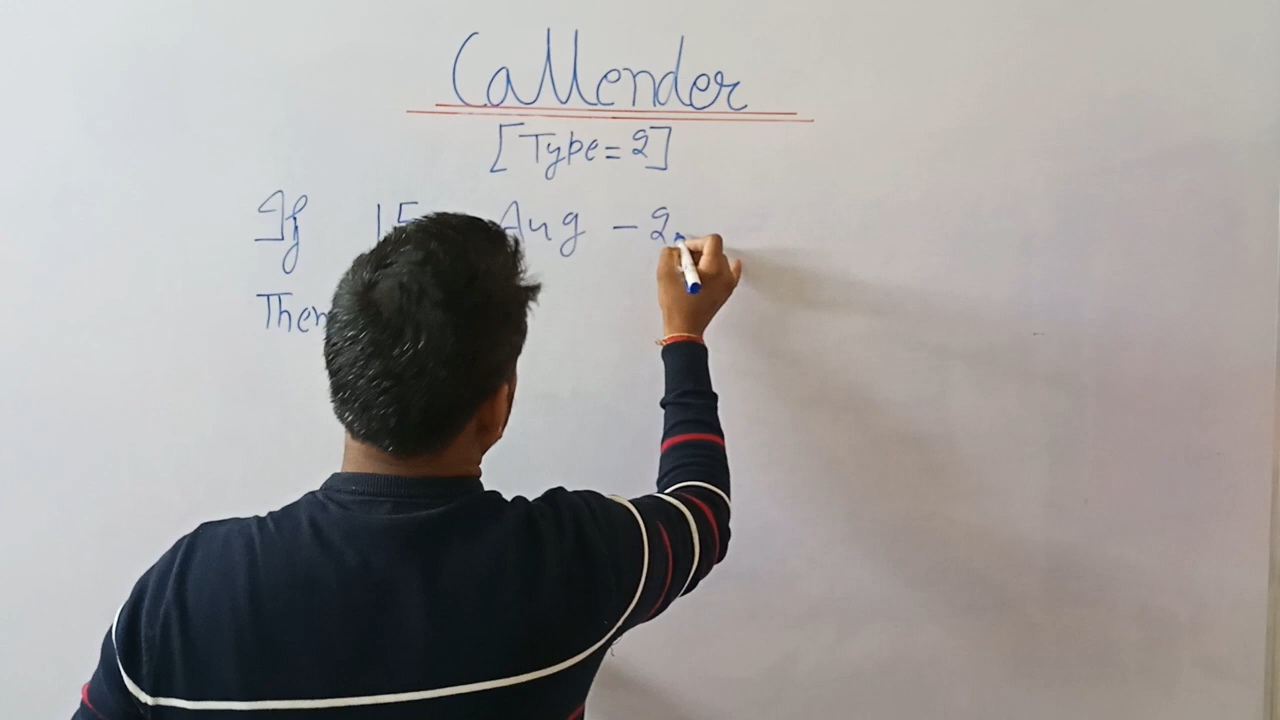 Callender
[Type=2]
If 15 Aug - 2
Then